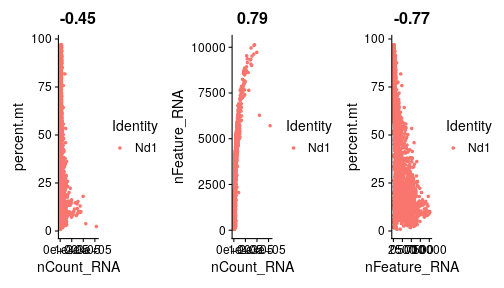 -0.45
percent.mt
100
75
50
25
0
nCount_RNA
Identity
Nd1
0.79
nFeature_RNA
10000
7500
5000
2500
0
nCount_RNA
Identity
Nd1
-0.77
percent.mt
100
75
50
25
0
nFeature_RNA
Identity
Nd1